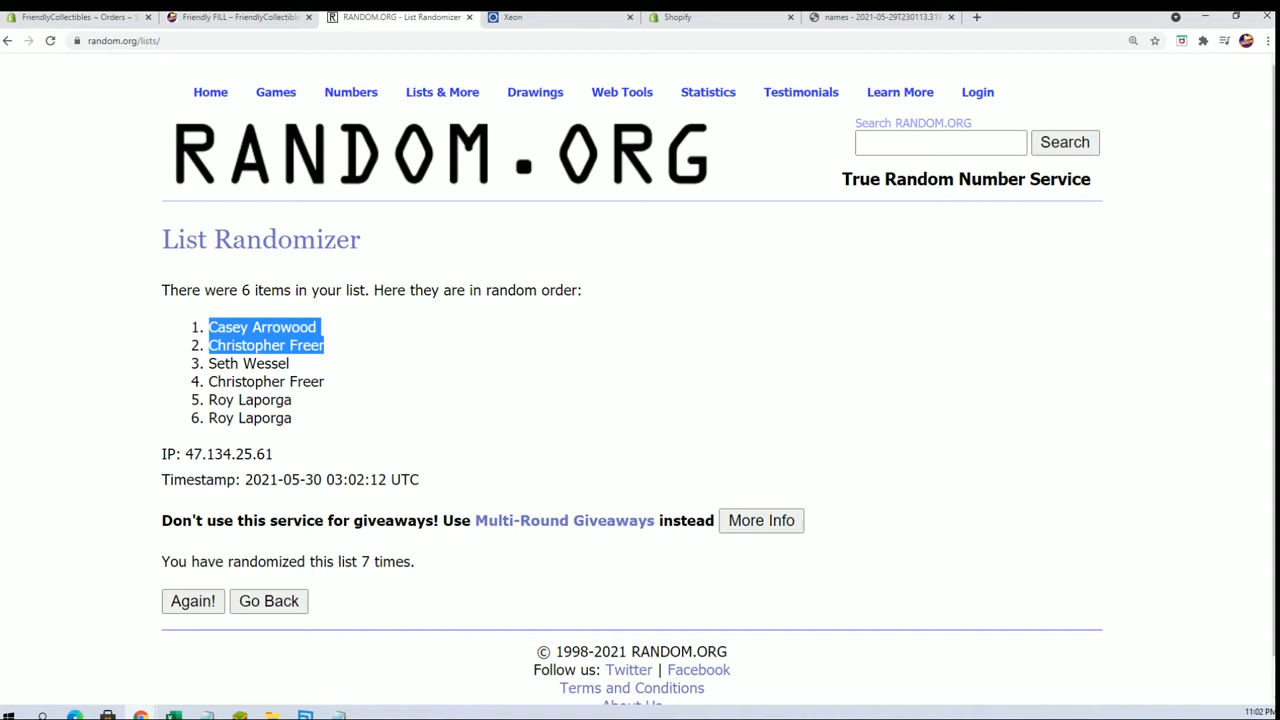 FriendlyCollectibles ~ Orders ~ S
Friendly FILL – FriendlyCollectible
RANDOM.ORG - List Randomizer
Xeon
Shopify
names - 2021-05-29T230113.31
random.org/lists/
Home Games Numbers Lists & More Drawings Web Tools Statistics Testimonials Learn More Login
RANDOM.ORG
Search RANDOM.ORG
Search
True Random Number Service
List Randomizer
There were 6 items in your list. Here they are in random order:
1. Casey Arrowood
2. Christopher Freer
3. Seth Wessel
4. Christopher Freer
5. Roy Laporga
6. Roy Laporga
IP: 47.134.25.61
Timestamp: 2021-05-30 03:02:12 UTC
Don't use this service for giveaways! Use Multi-Round Giveaways instead More Info
You have randomized this list 7 times.
Again! Go Back
© 1998-2021 RANDOM.ORG
Follow us: Twitter | Facebook
Terms and Conditions
About Us
11:02 PM